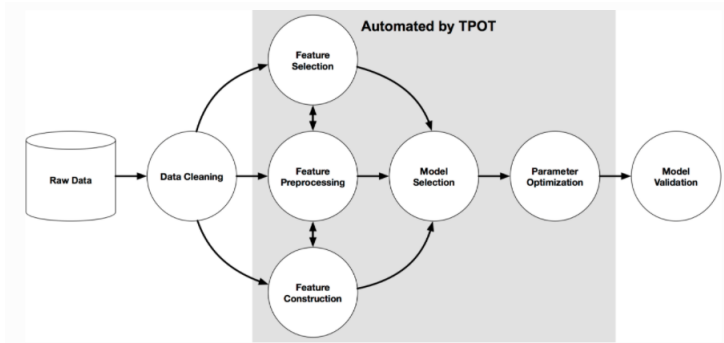 Automated by TPOT
Feature
Selection
Raw Data
Data Cleaning
Feature
Preprocessing
Model
Selection
Parameter
Optimization
Model
Validation
Feature
Construction